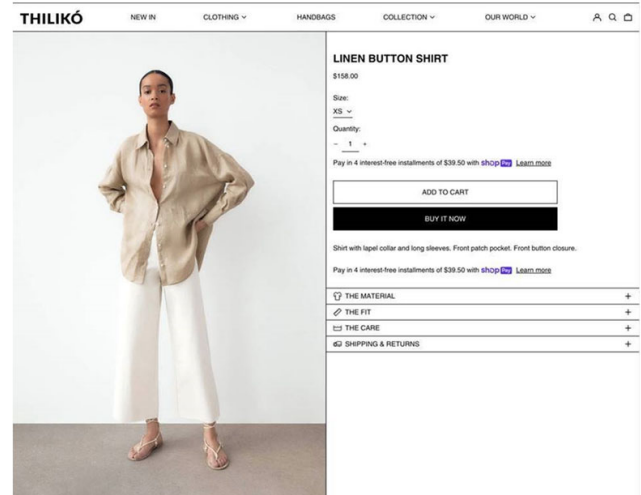 THILIKÓ
NEW IN
CLOTHING
HANDBAGS
COLLECTION
OUR WORLD
LINEN BUTTON SHIRT
$158.00
Size:
XS
Quantity:
− 1 +
Pay in 4 interest-free installments of $39.50 with shop Pay Learn more
ADD TO CART
BUY IT NOW
Shirt with lapel collar and long sleeves. Front patch pocket. Front button closure.
Pay in 4 interest-free installments of $39.50 with shop Pay Learn more
THE MATERIAL +
THE FIT +
THE CARE +
SHIPPING & RETURNS +